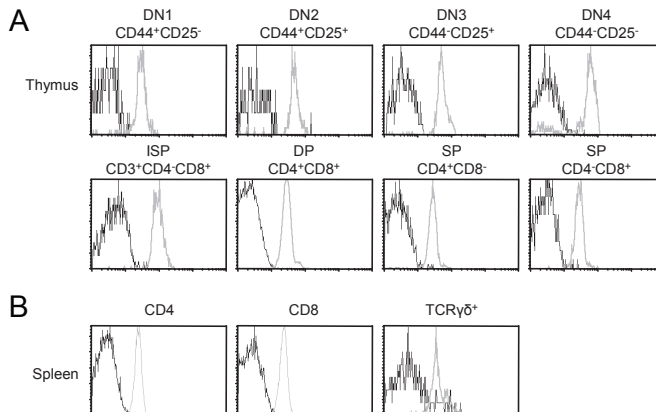 A
DN1 DN2 DN3 DN4
CD44⁺CD25⁻ CD44⁺CD25⁺ CD44⁻CD25⁺ CD44⁻CD25⁻
Thymus
ISP DP SP SP
CD3⁺CD4⁻CD8⁺ CD4⁺CD8⁺ CD4⁺CD8⁻ CD4⁻CD8⁺
B
CD4 CD8 TCRγδ⁺
Spleen